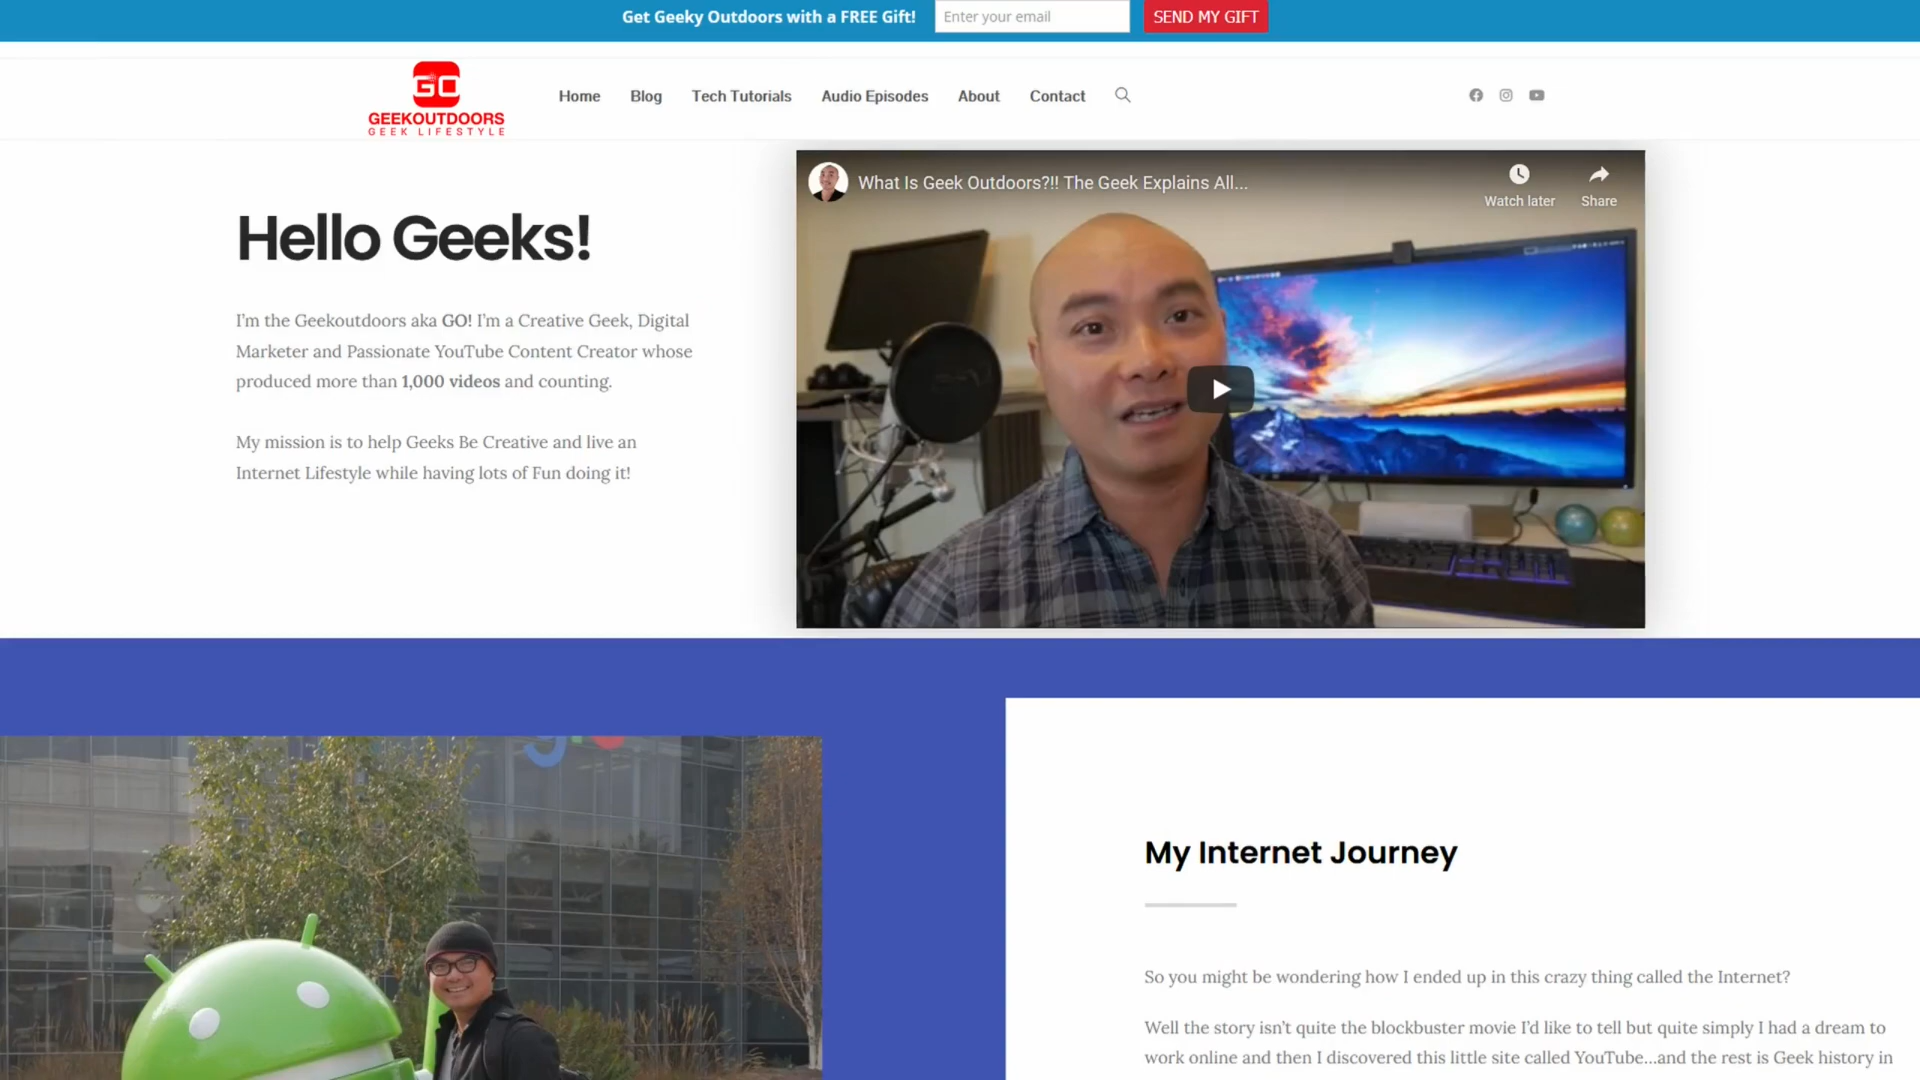 Get Geeky Outdoors with a FREE Gift!
Enter your email
SEND MY GIFT
GO
GEEKOUTDOORS
GEEK LIFESTYLE
Home
Blog
Tech Tutorials
Audio Episodes
About
Contact
Hello Geeks!
I'm the Geekoutdoors aka GO! I'm a Creative Geek, Digital
Marketer and Passionate YouTube Content Creator whose
produced more than 1,000 videos and counting.
My mission is to help Geeks Be Creative and live an
Internet Lifestyle while having lots of Fun doing it!
What Is Geek Outdoors?!! The Geek Explains All...
Watch later
Share
My Internet Journey
So you might be wondering how I ended up in this crazy thing called the Internet?
Well the story isn't quite the blockbuster movie I'd like to tell but quite simply I had a dream to
work online and then I discovered this little site called YouTube...and the rest is Geek history in